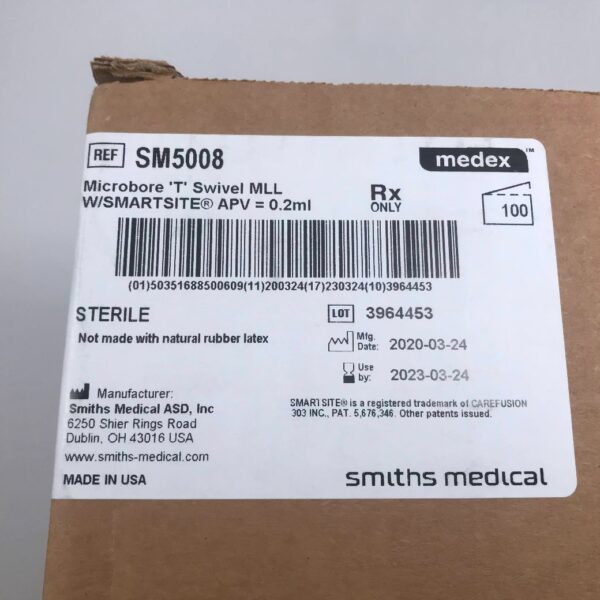 REF SM5008
medex™
Microbore 'T' Swivel MLL
W/SMARTSITE® APV = 0.2ml
Rx
ONLY
100
(01)50351688500609(11)200324(17)230324(10)3964453
STERILE
LOT 3964453
Not made with natural rubber latex
Mfg.
Date: 2020-03-24
Use
by: 2023-03-24
Manufacturer:
Smiths Medical ASD, Inc
6250 Shier Rings Road
Dublin, OH 43016 USA
www.smiths-medical.com
SMARTSITE® is a registered trademark of CAREFUSION
303 INC., PAT. 5,676,346. Other patents issued.
MADE IN USA
smiths medical